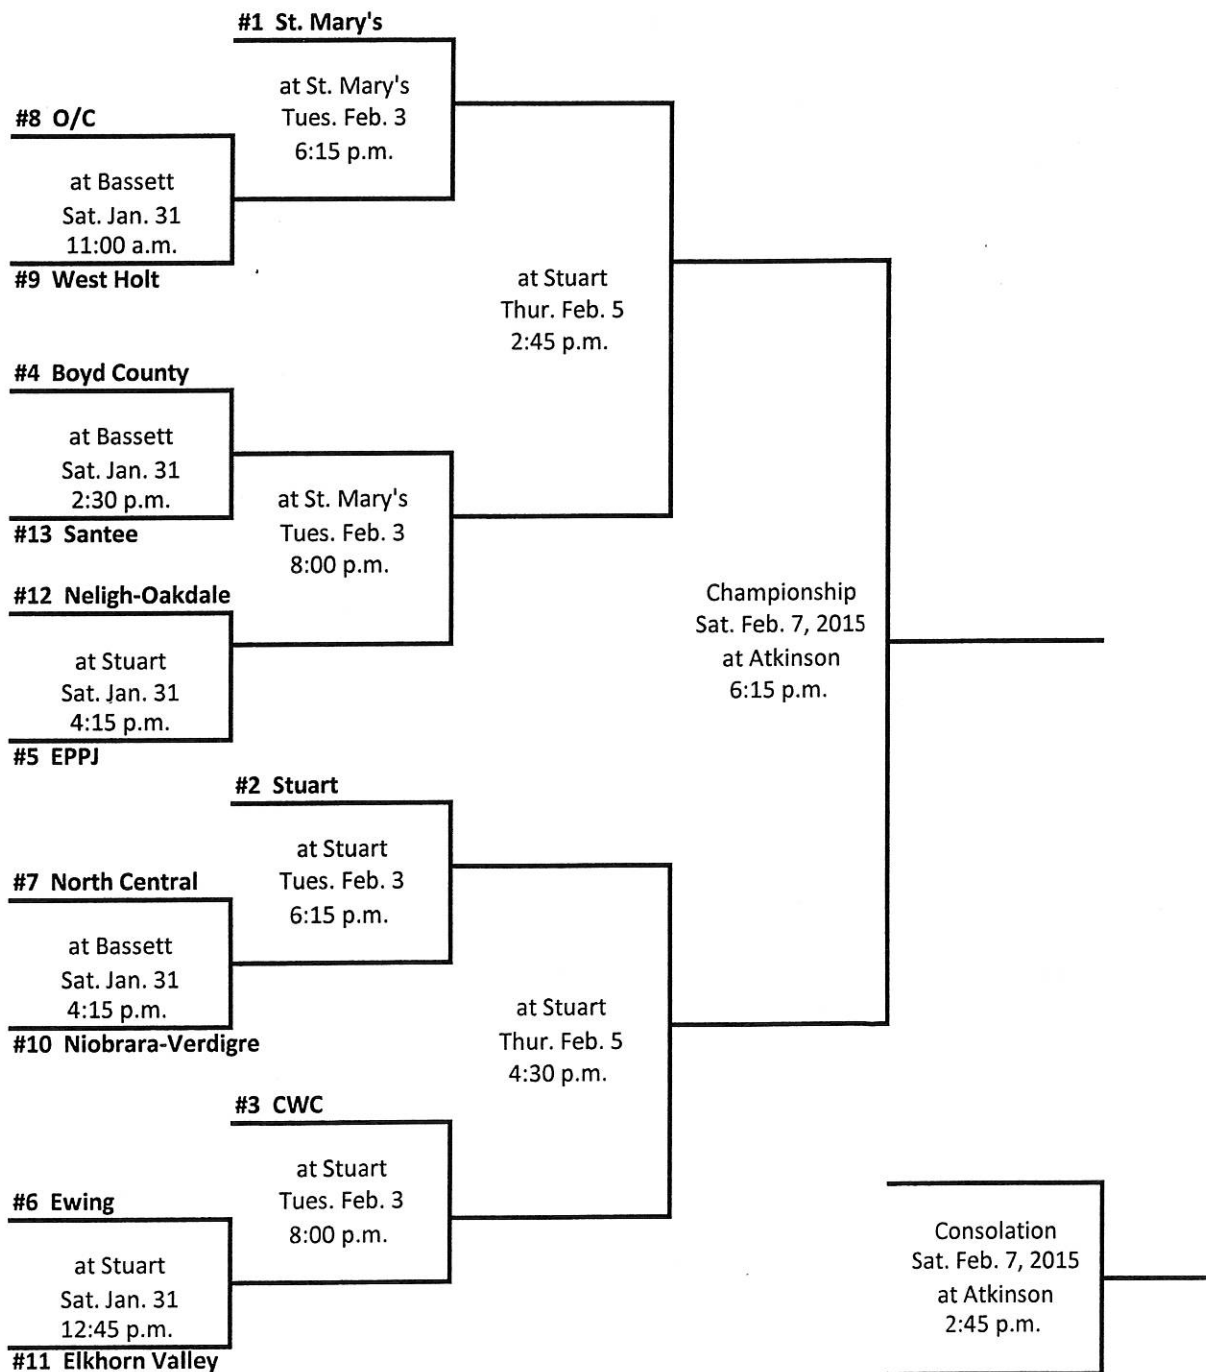 #1 St. Mary's
at St. Mary's
Tues. Feb. 3
6:15 p.m.
#8 O/C
at Bassett
Sat. Jan. 31
11:00 a.m.
#9 West Holt
at Stuart
Thur. Feb. 5
2:45 p.m.
#4 Boyd County
at Bassett
Sat. Jan. 31
2:30 p.m.
#13 Santee
at St. Mary's
Tues. Feb. 3
8:00 p.m.
#12 Neligh-Oakdale
at Stuart
Sat. Jan. 31
4:15 p.m.
#5 EPPJ
Championship
Sat. Feb. 7, 2015
at Atkinson
6:15 p.m.
#2 Stuart
at Stuart
Tues. Feb. 3
6:15 p.m.
#7 North Central
at Bassett
Sat. Jan. 31
4:15 p.m.
#10 Niobrara-Verdigre
at Stuart
Thur. Feb. 5
4:30 p.m.
#3 CWC
at Stuart
Tues. Feb. 3
8:00 p.m.
#6 Ewing
at Stuart
Sat. Jan. 31
12:45 p.m.
#11 Elkhorn Valley
Consolation
Sat. Feb. 7, 2015
at Atkinson
2:45 p.m.